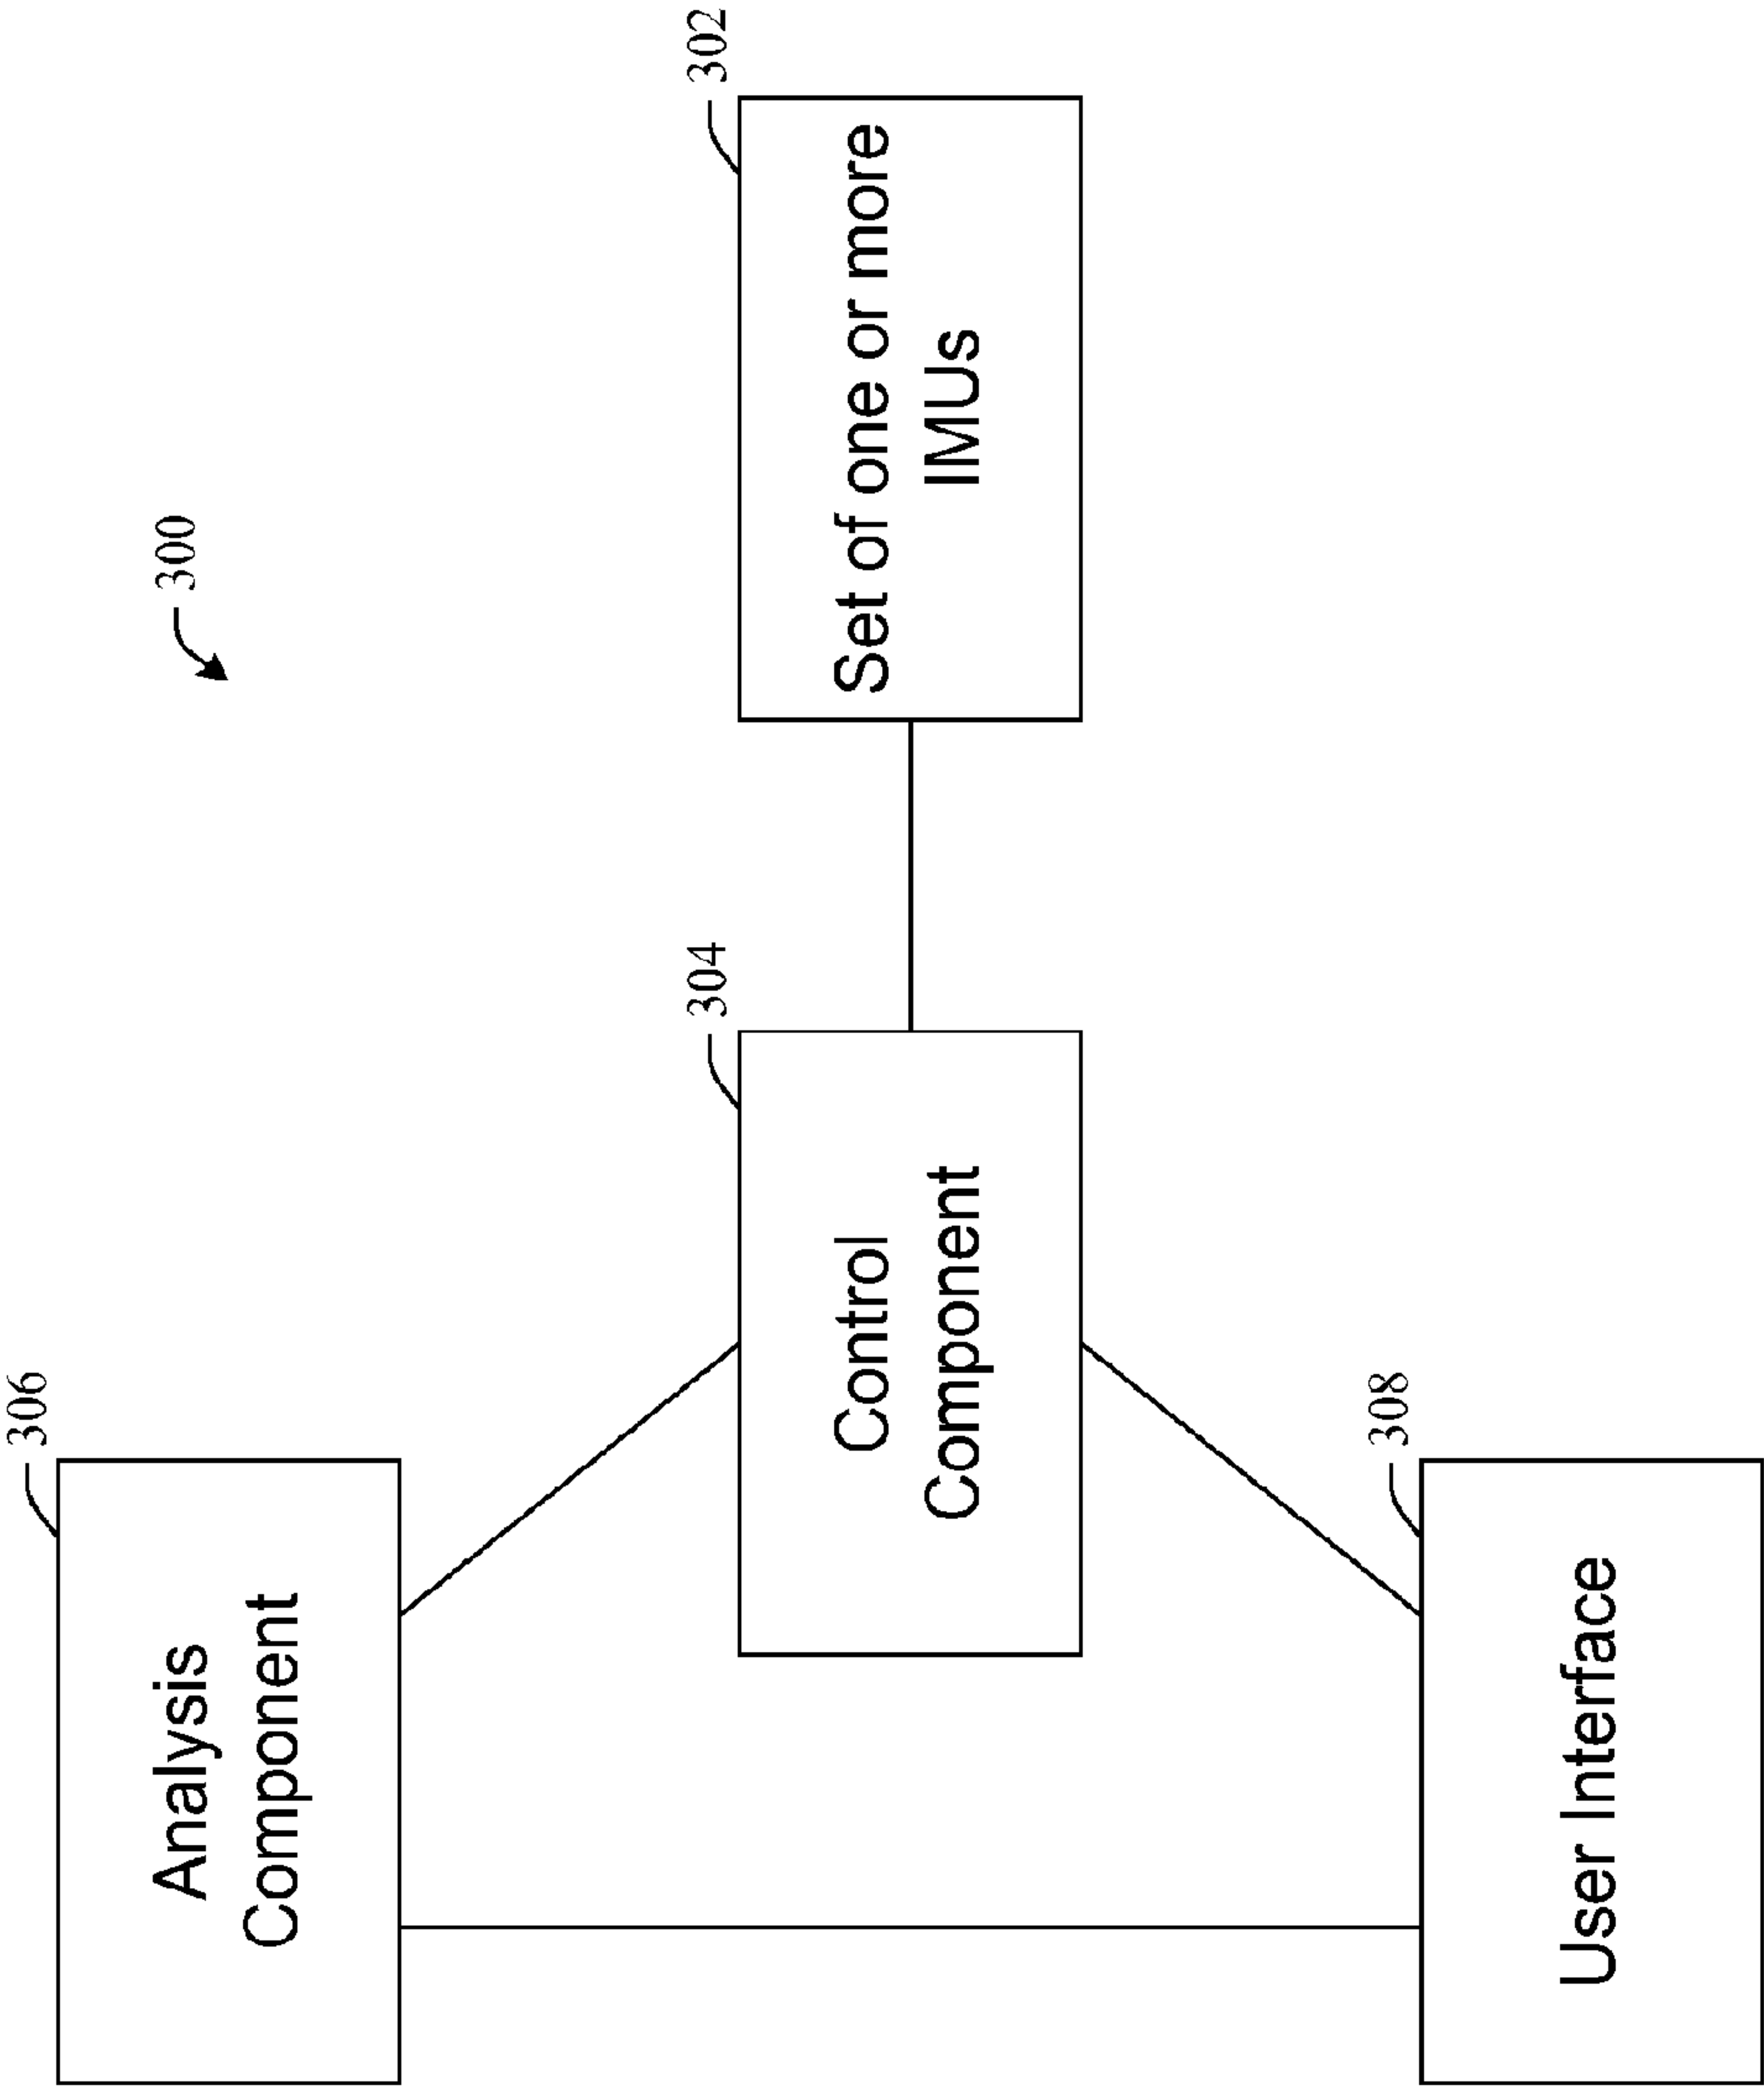 300
302
Set of one or more
IMUs
304
Control
Component
306
Analysis
Component
308
User Interface